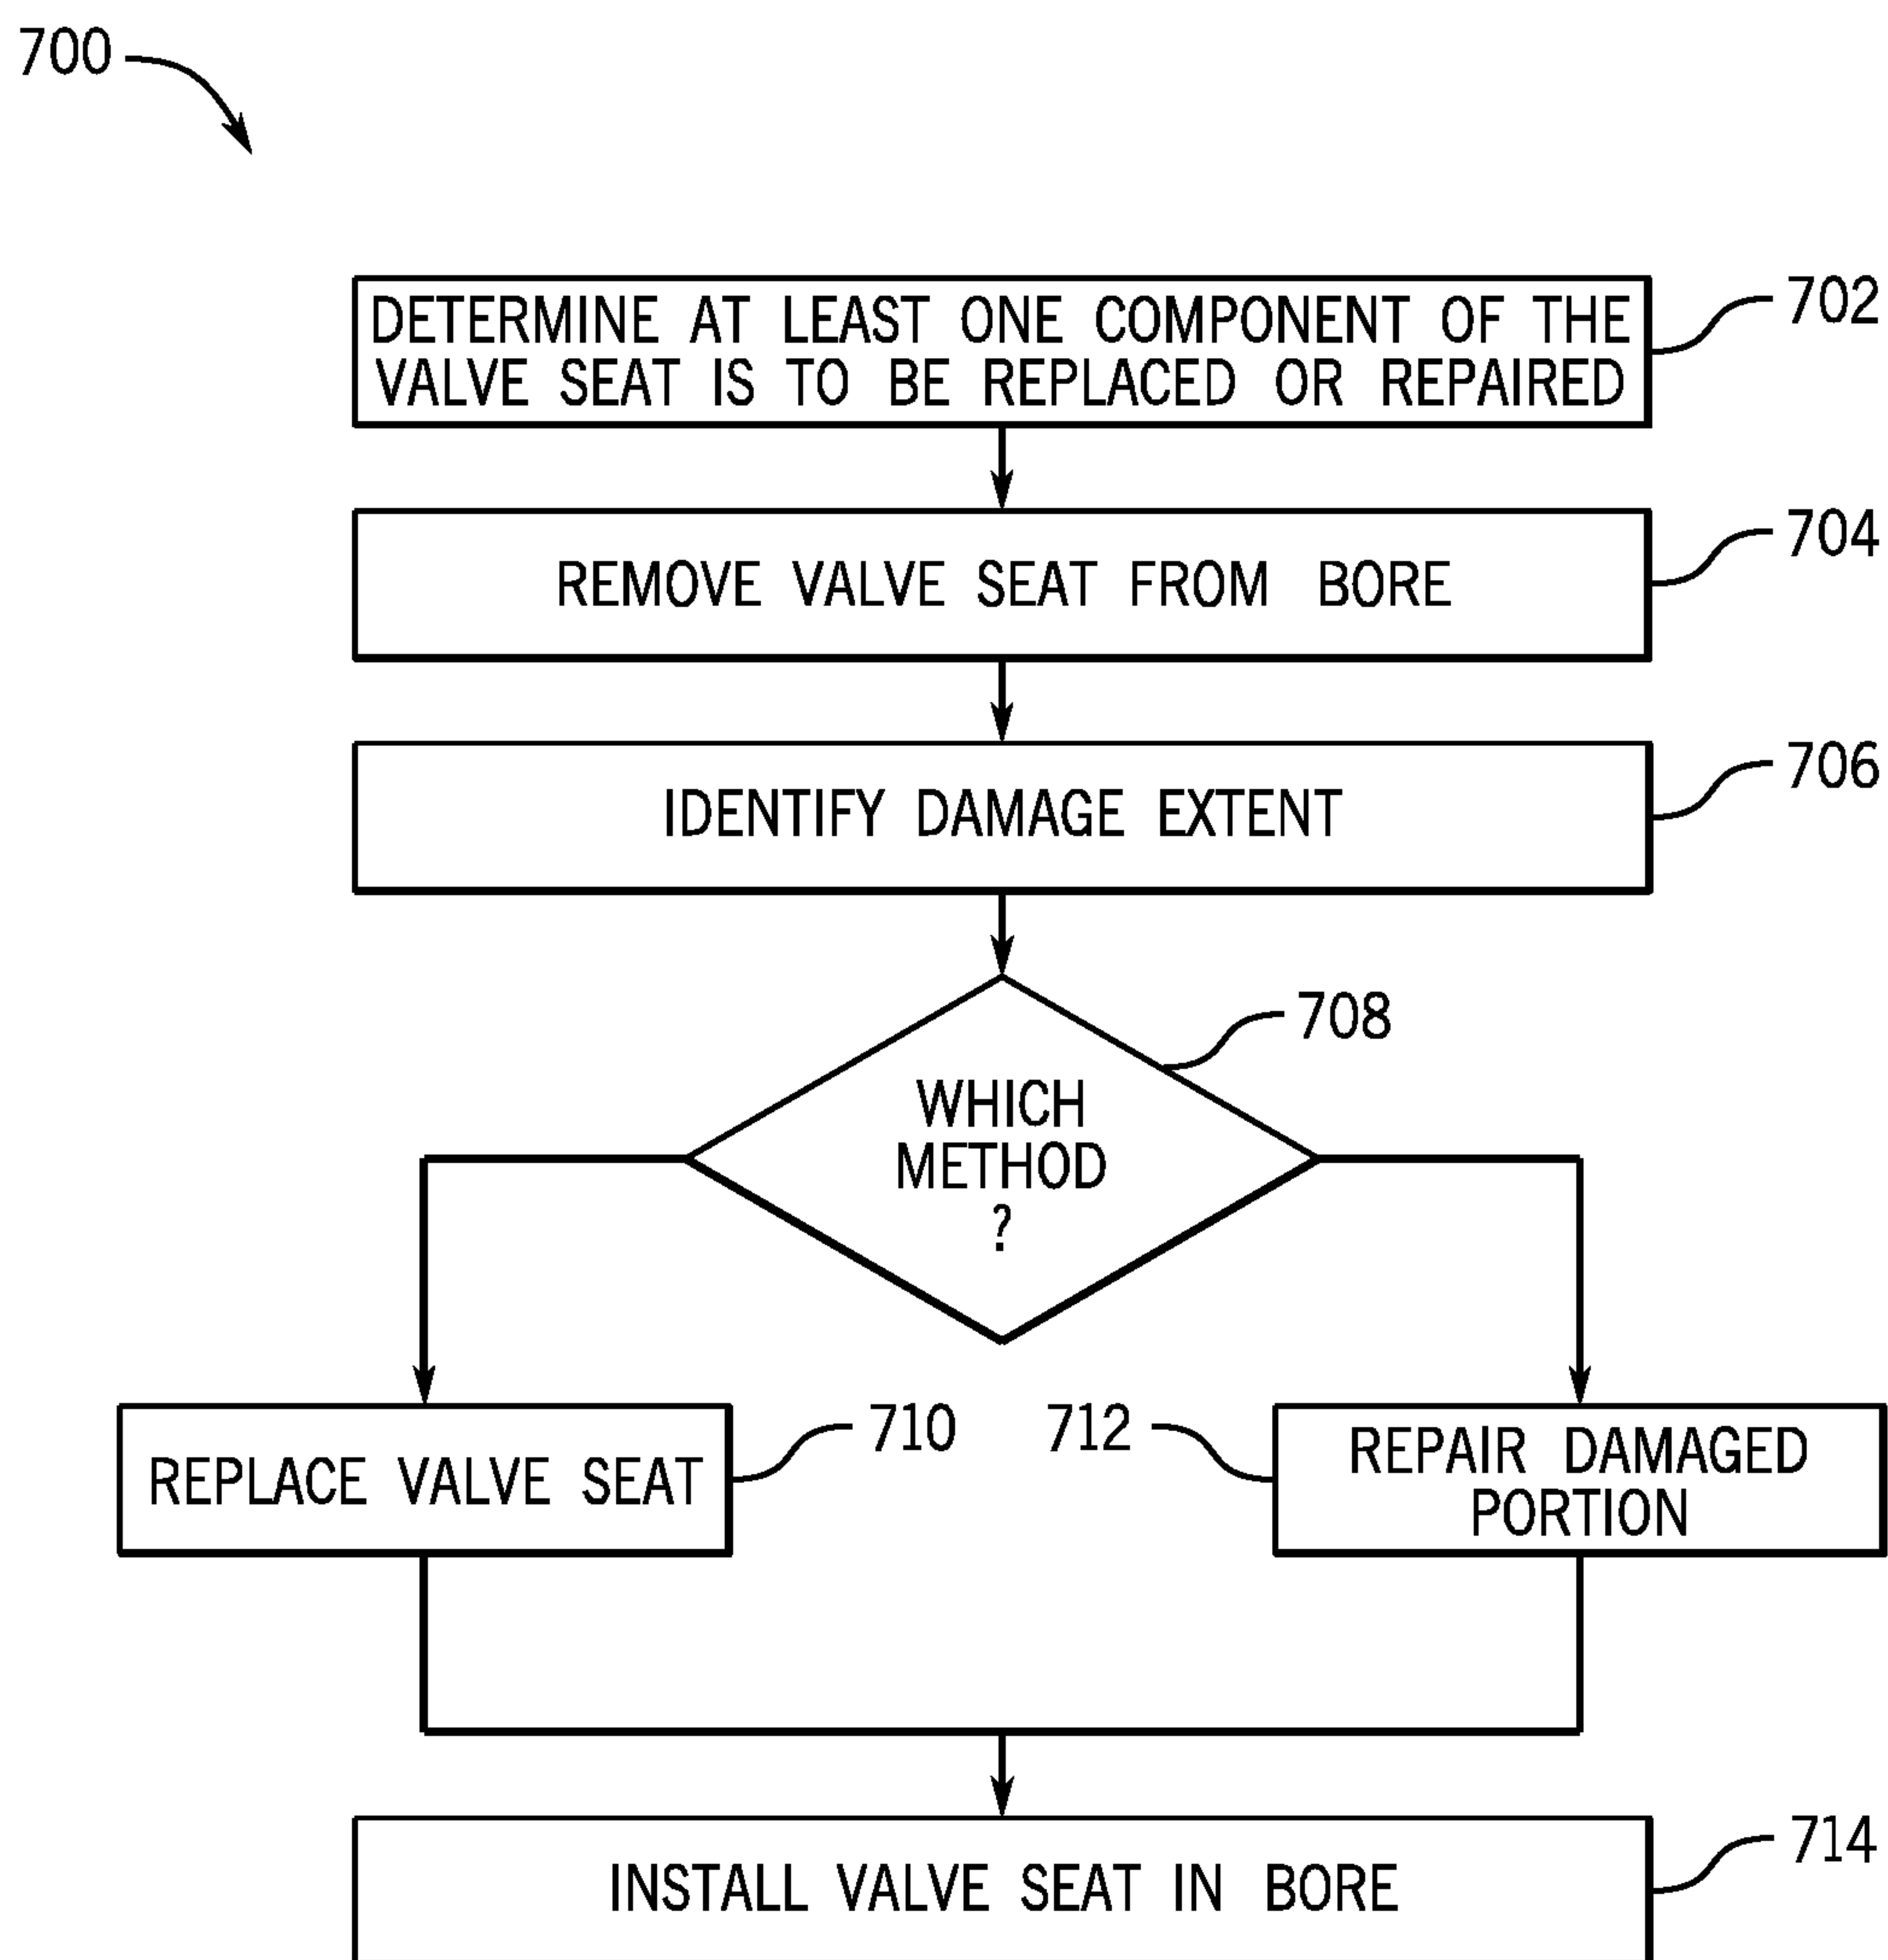 700
DETERMINE AT LEAST ONE COMPONENT OF THE
VALVE SEAT IS TO BE REPLACED OR REPAIRED
702
REMOVE VALVE SEAT FROM BORE
704
IDENTIFY DAMAGE EXTENT
706
WHICH
METHOD
?
708
REPLACE VALVE SEAT
710
712
REPAIR DAMAGED
PORTION
INSTALL VALVE SEAT IN BORE
714